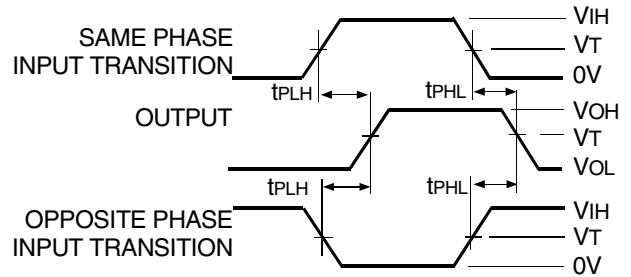 VIH
SAME PHASE
INPUT TRANSITION
VT
0V
tPLH
tPHL
OUTPUT
VOH
VT
VOL
tPLH
tPHL
OPPOSITE PHASE
INPUT TRANSITION
VIH
VT
0V